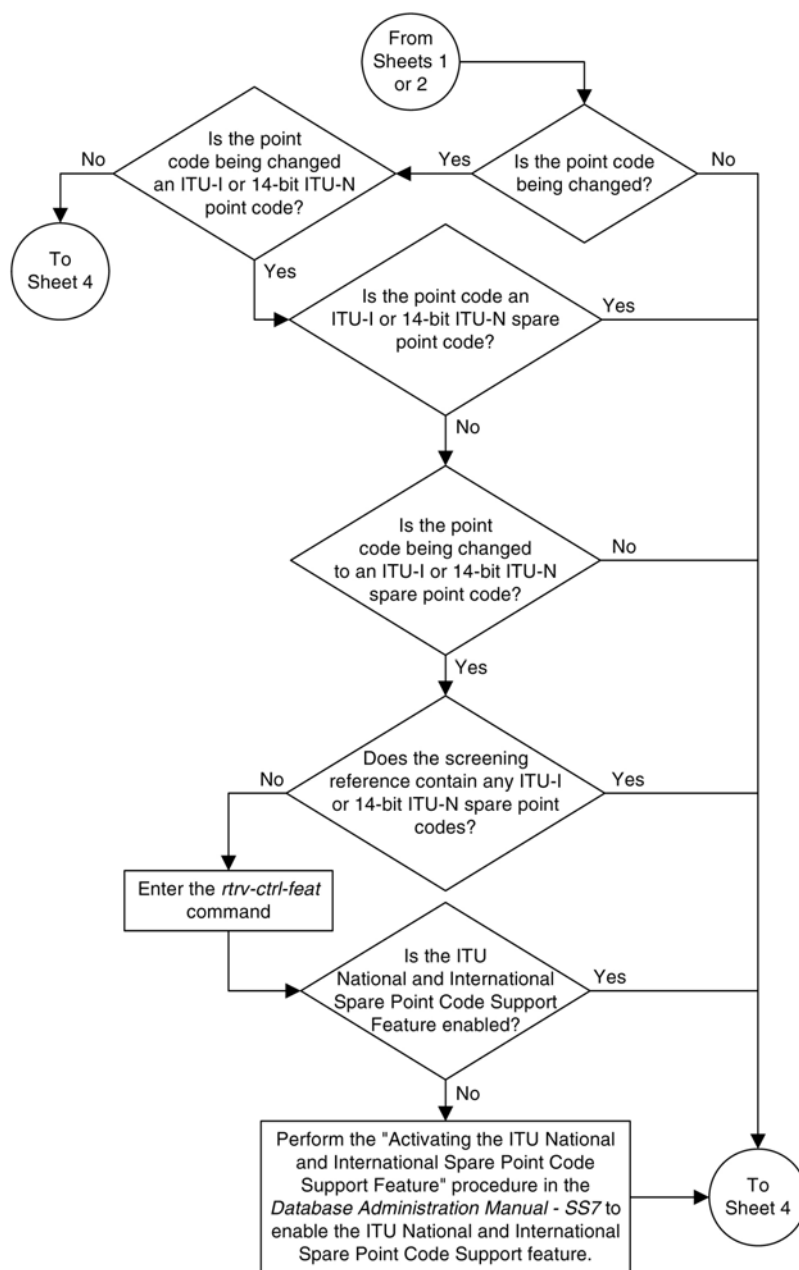 From
Sheets 1
or 2
Is the point code
being changed?
Yes
No
Is the point
code being changed
an ITU-I or 14-bit ITU-N
point code?
No
To
Sheet 4
Yes
Is the point code an
ITU-I or 14-bit ITU-N spare
point code?
Yes
No
Is the point
code being changed
to an ITU-I or 14-bit ITU-N
spare point code?
No
Yes
Does the screening
reference contain any ITU-I
or 14-bit ITU-N spare point
codes?
No
Yes
Enter the rtrv-ctrl-feat
command
Is the ITU
National and International
Spare Point Code Support
Feature enabled?
Yes
No
Perform the "Activating the ITU National
and International Spare Point Code
Support Feature" procedure in the
Database Administration Manual - SS7 to
enable the ITU National and International
Spare Point Code Support feature.
To
Sheet 4